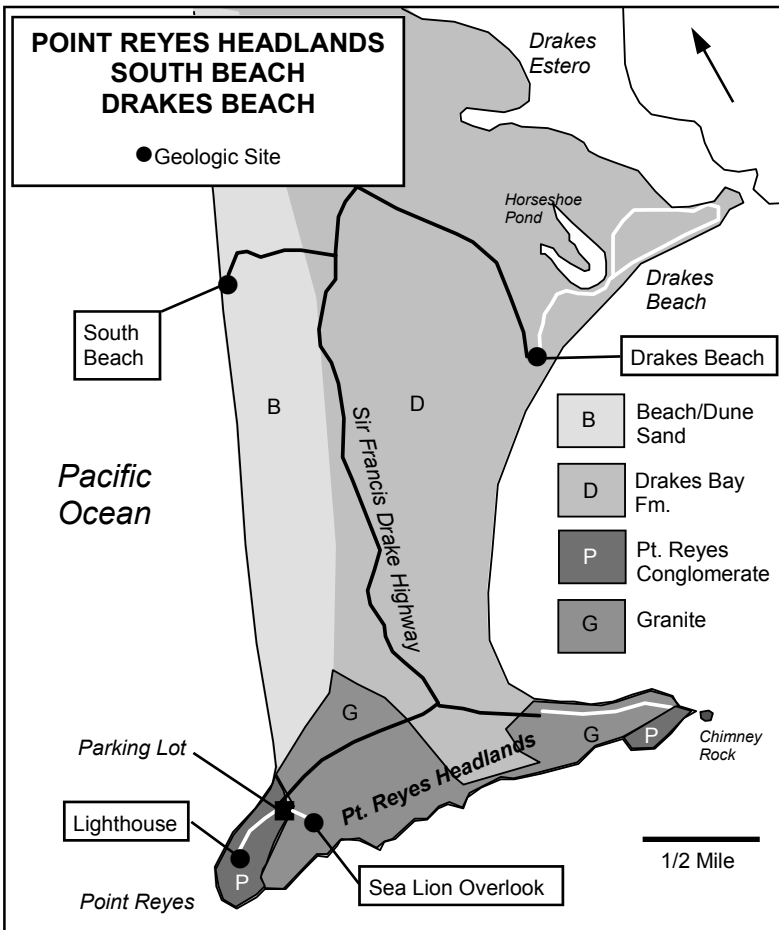 POINT REYES HEADLANDS
SOUTH BEACH
DRAKES BEACH
Geologic Site
Drakes
Estero
Horseshoe
Pond
Drakes
Beach
South
Beach
Drakes Beach
B
D
B
Beach/Dune
Sand
D
Drakes Bay
Fm.
P
Pt. Reyes
Conglomerate
G
Granite
Pacific
Ocean
Sir Francis Drake Highway
G
Parking Lot
Pt. Reyes Headlands
G
P
Chimney
Rock
Lighthouse
P
Point Reyes
Sea Lion Overlook
1/2 Mile